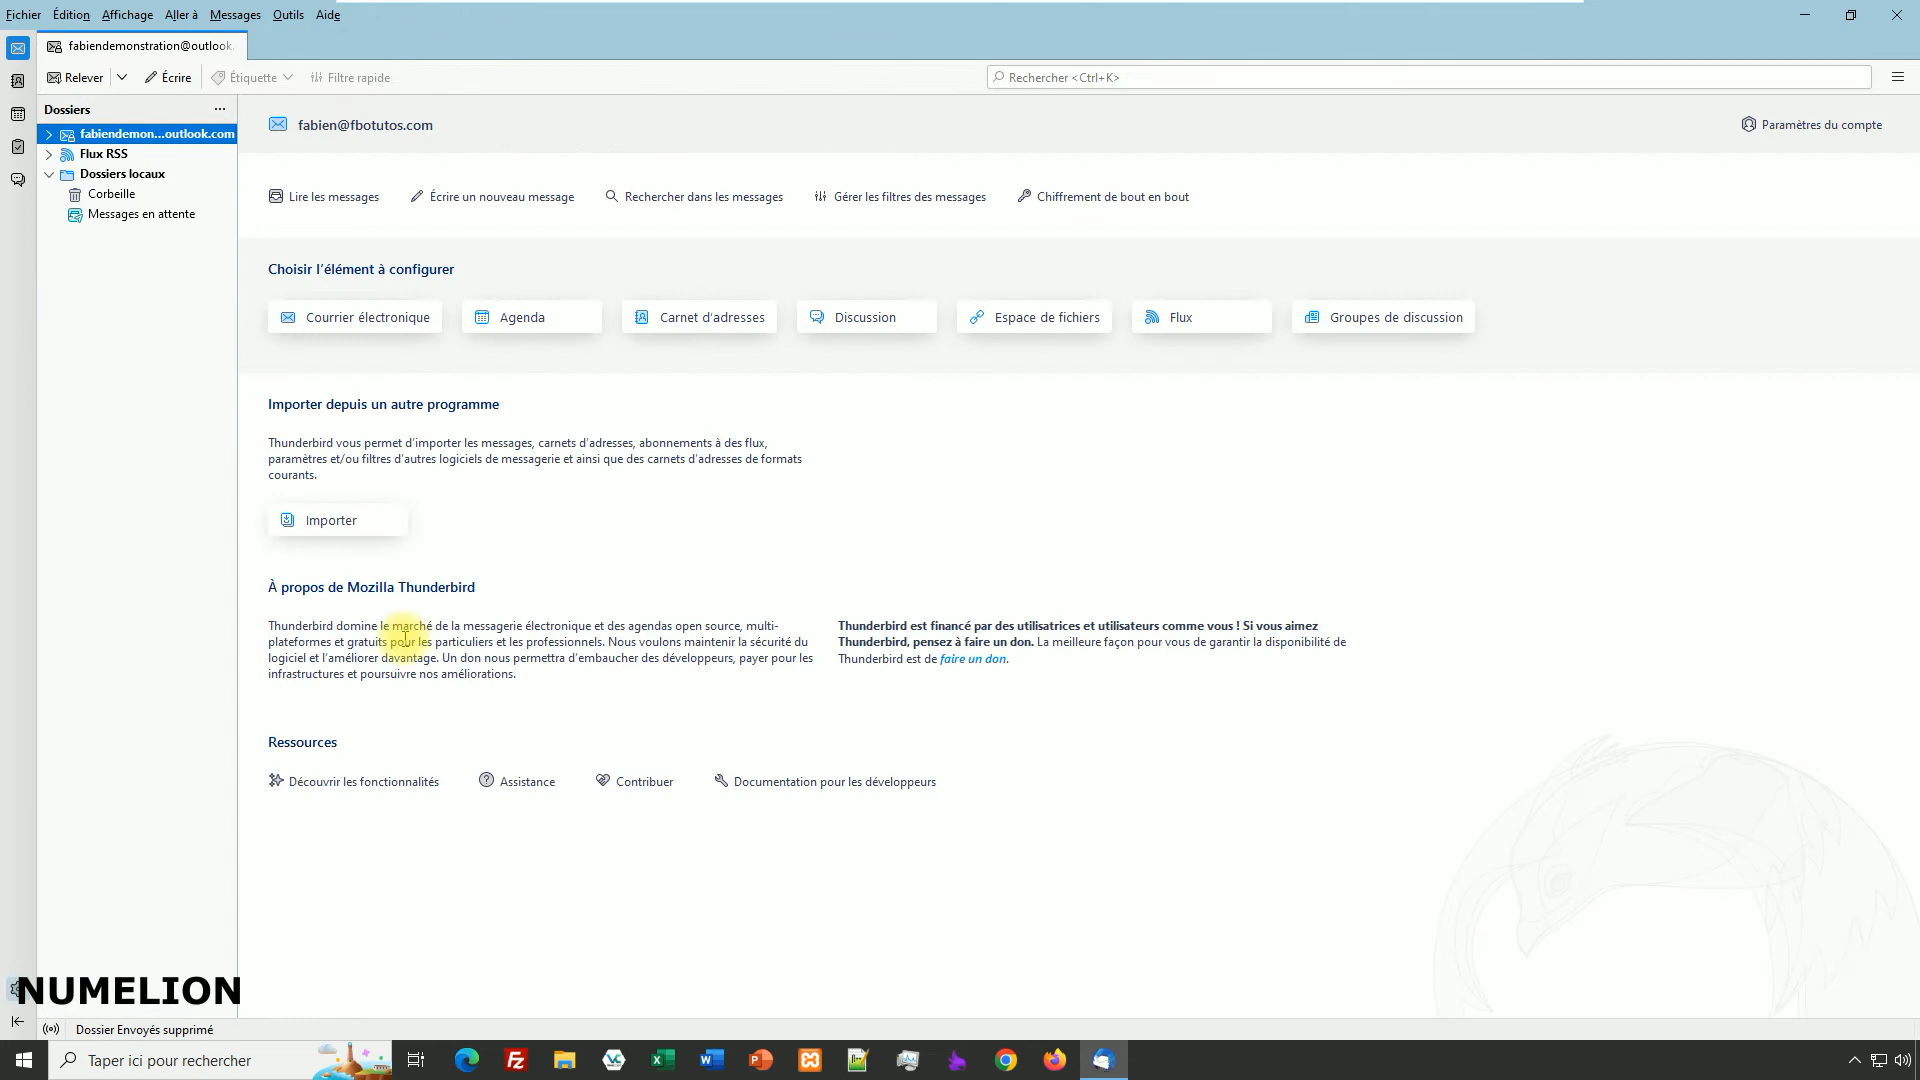 Fichier Édition Affichage Aller à Messages Outils Aide
fabiendemonstration@outlook.
Relever Écrire Étiquette Filtre rapide Rechercher <Ctrl+K>
Dossiers
fabiendemon...outlook.com
Flux RSS
Dossiers locaux
Corbeille
Messages en attente
fabien@fbotutos.com Paramètres du compte
Lire les messages Écrire un nouveau message Rechercher dans les messages Gérer les filtres des messages Chiffrement de bout en bout
Choisir l'élément à configurer
Courrier électronique Agenda Carnet d'adresses Discussion Espace de fichiers Flux Groupes de discussion
Importer depuis un autre programme
Thunderbird vous permet d'importer les messages, carnets d'adresses, abonnements à des flux,
paramètres et/ou filtres d'autres logiciels de messagerie et ainsi que des carnets d'adresses de formats
courants.
Importer
À propos de Mozilla Thunderbird
Thunderbird domine le marché de la messagerie électronique et des agendas open source, multi-
plateformes et gratuits pour les particuliers et les professionnels. Nous voulons maintenir la sécurité du
logiciel et l'améliorer davantage. Un don nous permettra d'embaucher des développeurs, payer pour les
infrastructures et poursuivre nos améliorations.
Thunderbird est financé par des utilisatrices et utilisateurs comme vous ! Si vous aimez
Thunderbird, pensez à faire un don. La meilleure façon pour vous de garantir la disponibilité de
Thunderbird est de faire un don.
Ressources
Découvrir les fonctionnalités Assistance Contribuer Documentation pour les développeurs
NUMELION
Dossier Envoyés supprimé
Taper ici pour rechercher